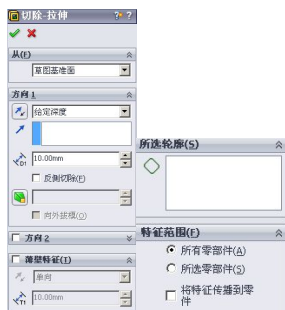 切除-拉伸
? ?
从(F)
草图基准面
方向1
给定深度
D1
10.00mm
反侧切除(F)
向外拔模(O)
方向2
薄壁特征(T)
单向
T1
10.00mm
所选轮廓(S)
特征范围(F)
所有零部件(A)
所选零部件(S)
将特征传播到零
件